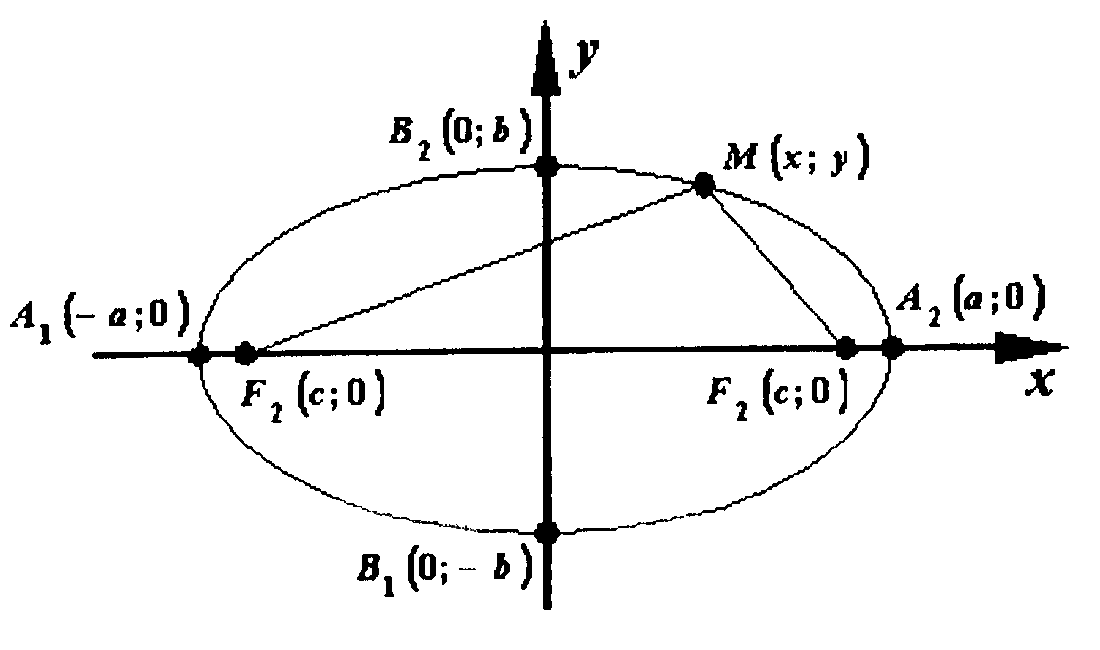 y
B₂(0; b)
M(x; y)
A₁(- a;0)
A₂(a;0)
F₂(c;0)
F₂(c;0)
x
B₁(0;- b)